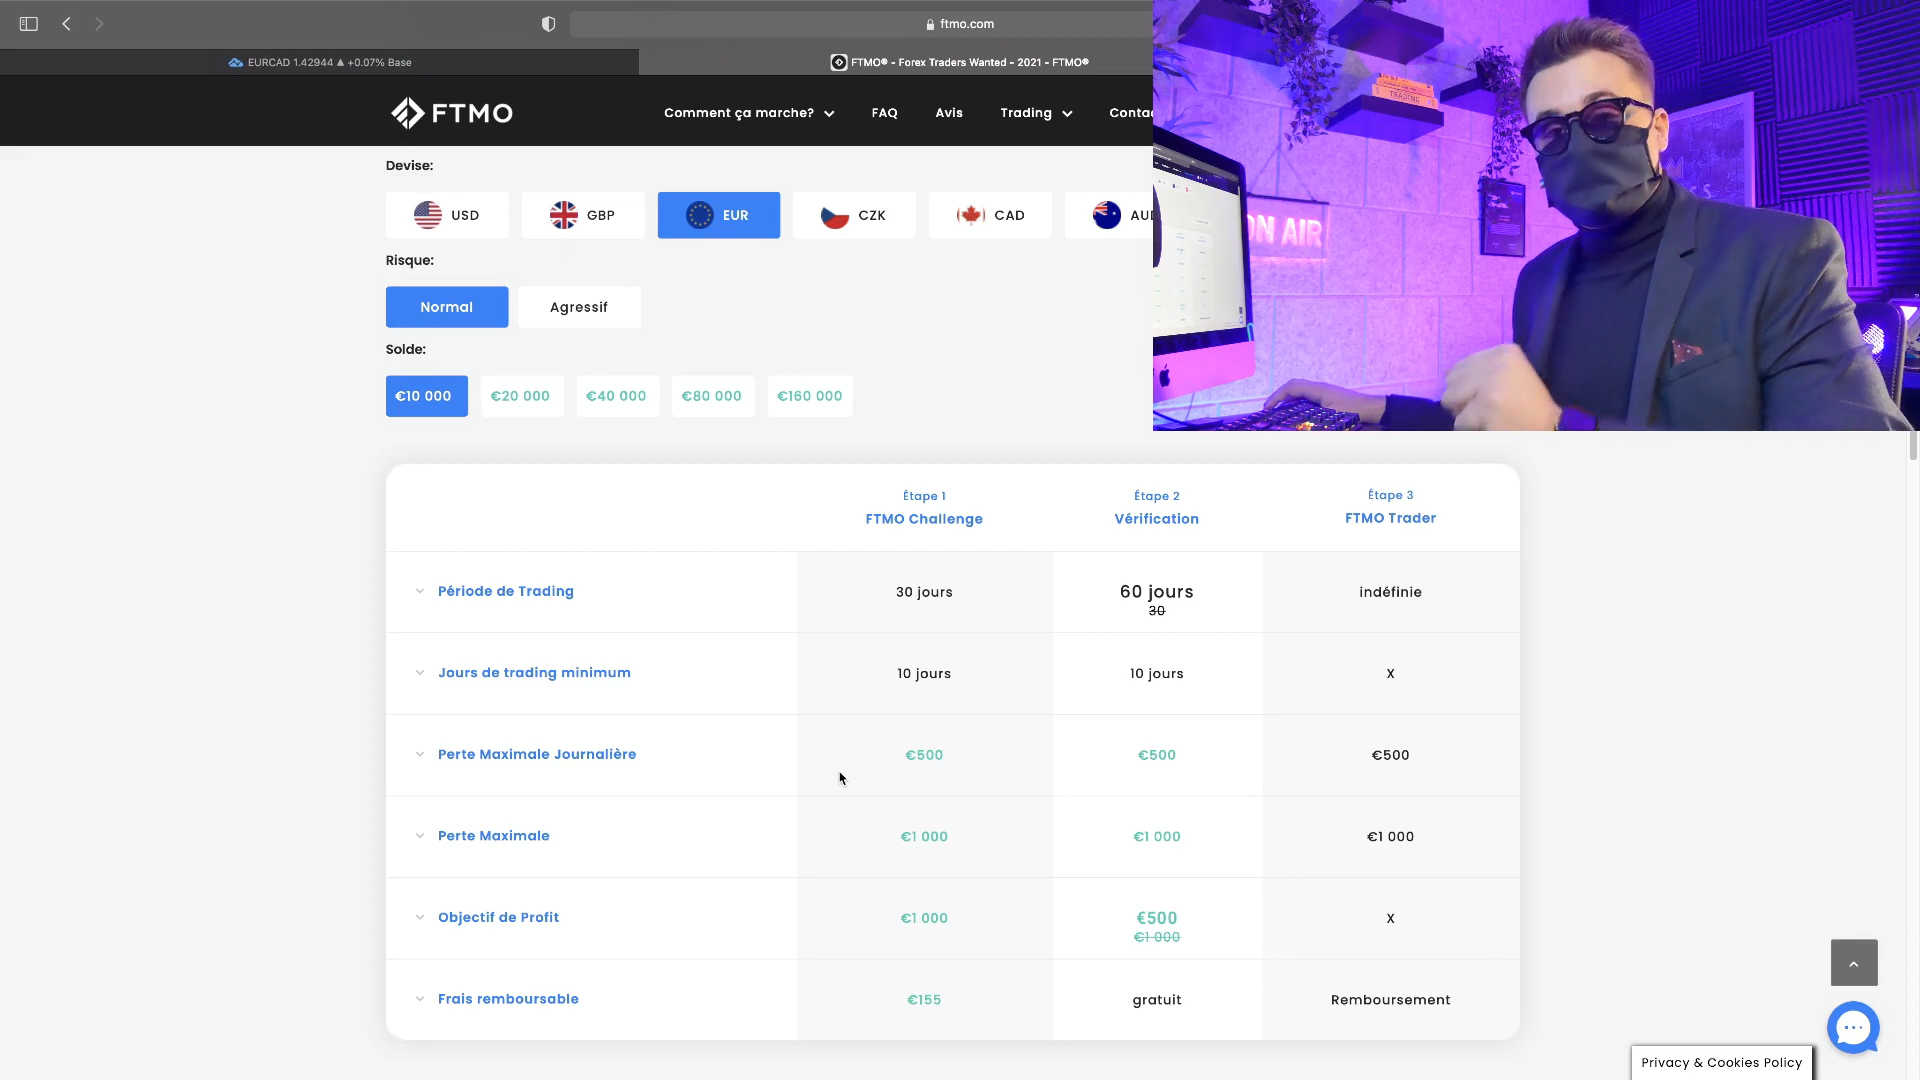 ftmo.com
EURCAD 1.42944 ▲ +0.07% Base
FTMO® - Forex Traders Wanted - 2021 - FTMO®
FTMO
Comment ça marche?
FAQ
Avis
Trading
Devise:
USD
GBP
EUR
CZK
CAD
Risque:
Normal
Agressif
Solde:
€10 000
€20 000
€40 000
€80 000
€160 000
TRADING
ON AIR
Étape 1
FTMO Challenge
Étape 2
Vérification
Étape 3
FTMO Trader
Période de Trading
30 jours
60 jours
30
indéfinie
Jours de trading minimum
10 jours
10 jours
X
Perte Maximale Journalière
€500
€500
€500
Perte Maximale
€1 000
€1 000
€1 000
Objectif de Profit
€1 000
€500
€1 000
X
Frais remboursable
€155
gratuit
Remboursement
Privacy & Cookies Policy